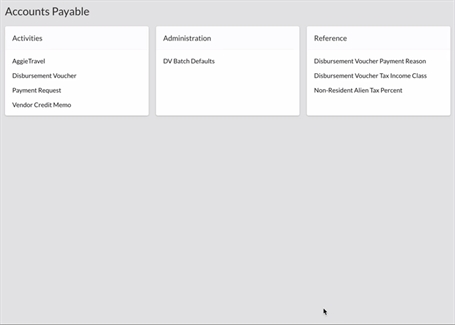 Accounts Payable
Activities
AggieTravel
Disbursement Voucher
Payment Request
Vendor Credit Memo
Administration
DV Batch Defaults
Reference
Disbursement Voucher Payment Reason
Disbursement Voucher Tax Income Class
Non-Resident Alien Tax Percent